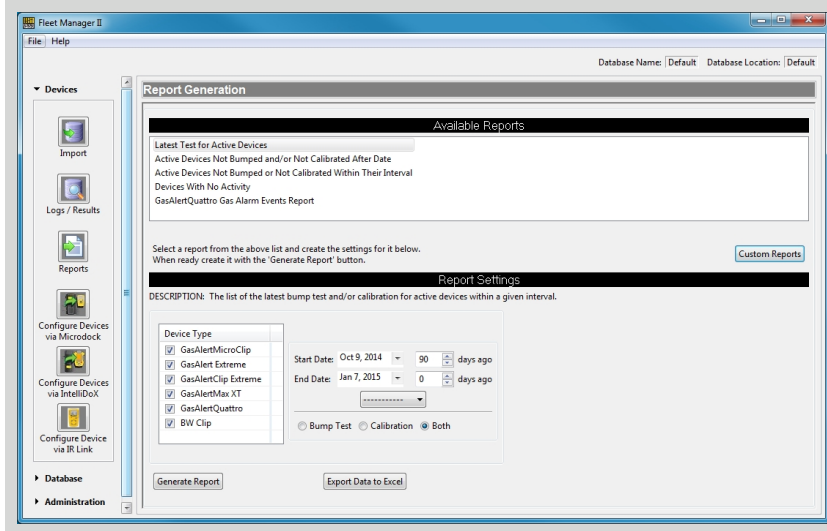 Fleet Manager II
File Help
Database Name: Default Database Location: Default
Devices
Import
Logs / Results
Reports
Configure Devices
via Microdock
Configure Devices
via IntelliDoX
Configure Device
via IR Link
Database
Administration
Report Generation
Available Reports
Latest Test for Active Devices
Active Devices Not Bumped and/or Not Calibrated After Date
Active Devices Not Bumped or Not Calibrated Within Their Interval
Devices With No Activity
GasAlertQuattro Gas Alarm Events Report
Select a report from the above list and create the settings for it below.
When ready create it with the 'Generate Report' button.
Custom Reports
Report Settings
DESCRIPTION: The list of the latest bump test and/or calibration for active devices within a given interval.
Device Type
GasAlertMicroClip
GasAlert Extreme
GasAlertClip Extreme
GasAlertMax XT
GasAlertQuattro
BW Clip
Start Date: Oct 9, 2014 90 days ago
End Date: Jan 7, 2015 0 days ago
-----------
Bump Test Calibration Both
Generate Report Export Data to Excel